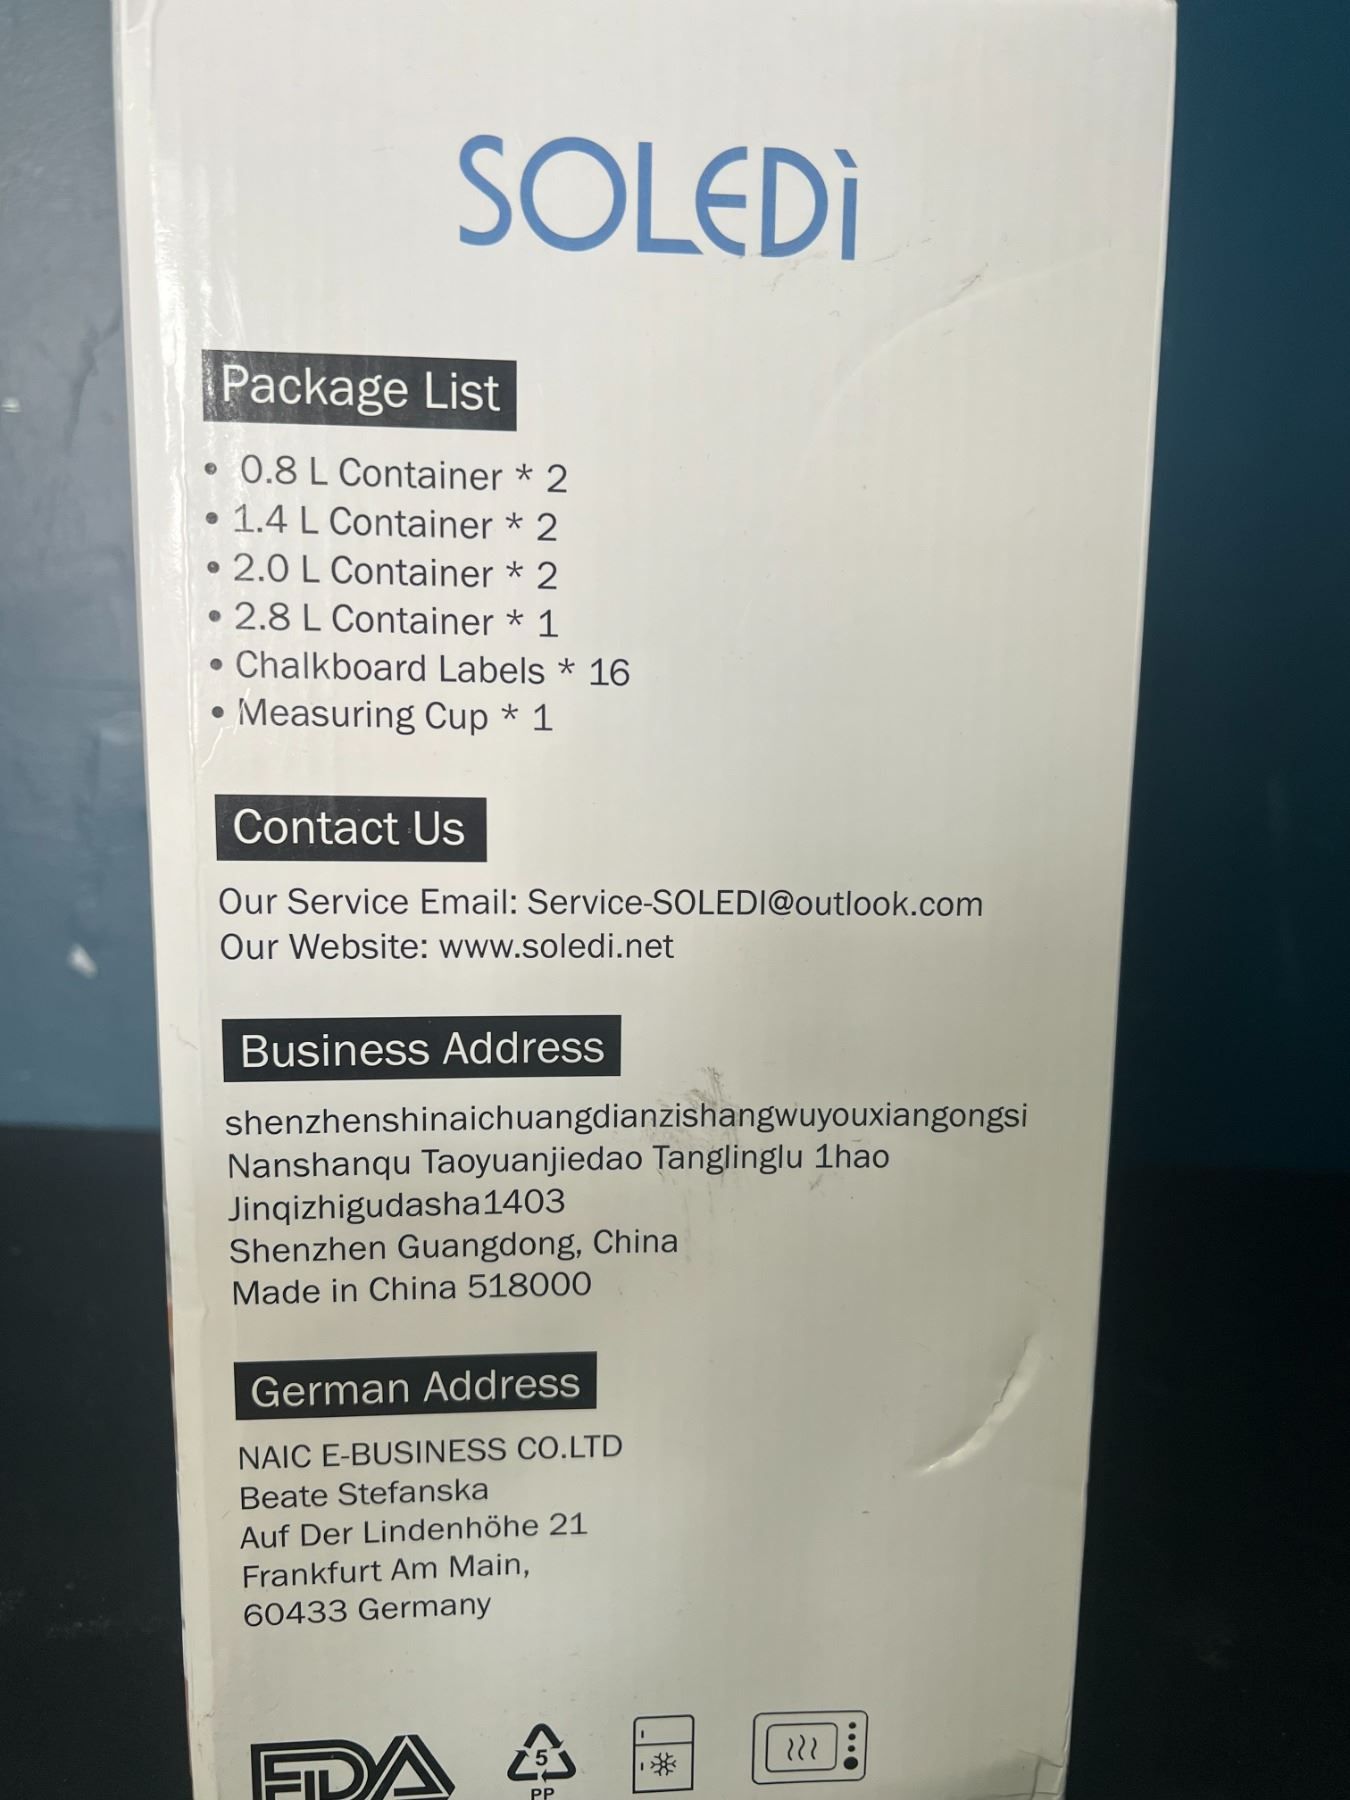 SOLEDÌ
Package List
• 0.8 L Container * 2
• 1.4 L Container * 2
• 2.0 L Container * 2
• 2.8 L Container * 1
• Chalkboard Labels * 16
• Measuring Cup * 1
Contact Us
Our Service Email: Service-SOLEDI@outlook.com
Our Website: www.soledi.net
Business Address
shenzhenshinaichuangdianzishangwuyouxiangongsi
Nanshanqu Taoyuanjiedao Tanglinglu 1hao
Jinqizhigudasha1403
Shenzhen Guangdong, China
Made in China 518000
German Address
NAIC E-BUSINESS CO.LTD
Beate Stefanska
Auf Der Lindenhöhe 21
Frankfurt Am Main,
60433 Germany
FDA
5
PP